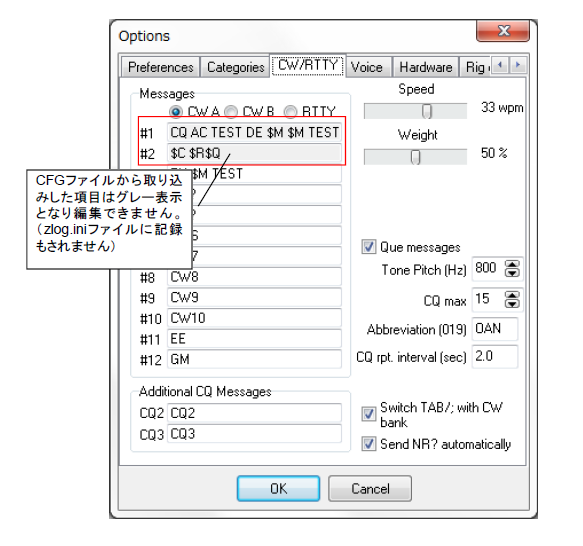 Options
Preferences Categories CW/RTTY Voice Hardware Rig
Messages
CW A CW B RTTY
#1 CQ AC TEST DE $M $M TEST
#2 $C $R$Q
$M TEST
CFGファイルから取り込
みした項目はグレー表示
となり編集できません。
（zlog.iniファイルに記録
もされません）
#8 CW8
#9 CW9
#10 CW10
#11 EE
#12 GM
Additional CQ Messages
CQ2 CQ2
CQ3 CQ3
Speed
33 wpm
Weight
50 %
Que messages
Tone Pitch (Hz) 800
CQ max 15
Abbreviation (019) OAN
CQ rpt. interval (sec) 2.0
Switch TAB/; with CW
bank
Send NR? automatically
OK Cancel